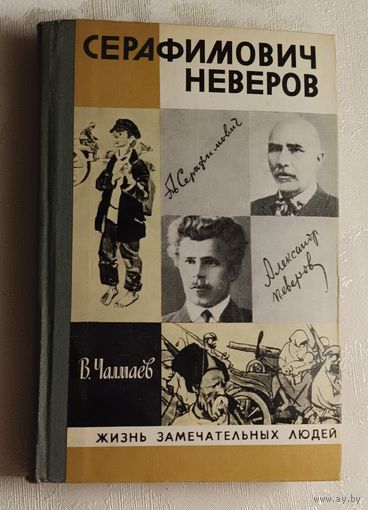 СЕРАФИМОВИЧ
НЕВЕРОВ
А Серафимович
Александр
Неверов
В. Чалмаев
ЖИЗНЬ ЗАМЕЧАТЕЛЬНЫХ ЛЮДЕЙ
www.ay.by